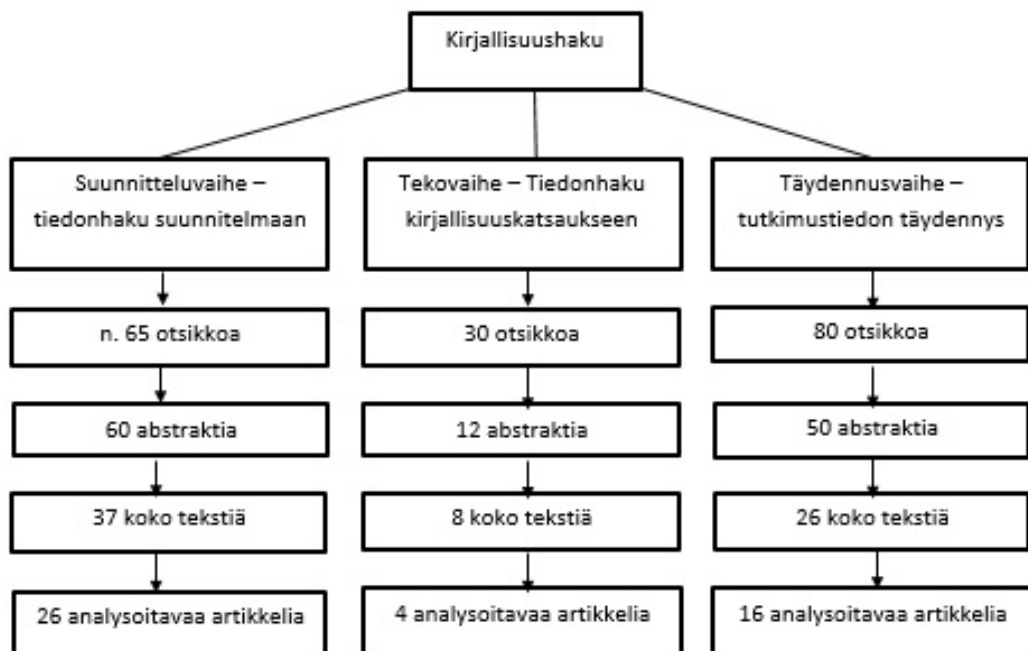 Kirjallisuushaku
Suunnitteluvaihe –
tiedonhaku suunnitelmaan
n. 65 otsikkoa
60 abstraktia
37 koko tekstiä
26 analysoitavaa artikkelia
Tekovaihe – Tiedonhaku
kirjallisuuskatsaukseen
30 otsikkoa
12 abstraktia
8 koko tekstiä
4 analysoitavaa artikkelia
Täydennusvaihe –
tutkimustiedon täydennys
80 otsikkoa
50 abstraktia
26 koko tekstiä
16 analysoitavaa artikkelia